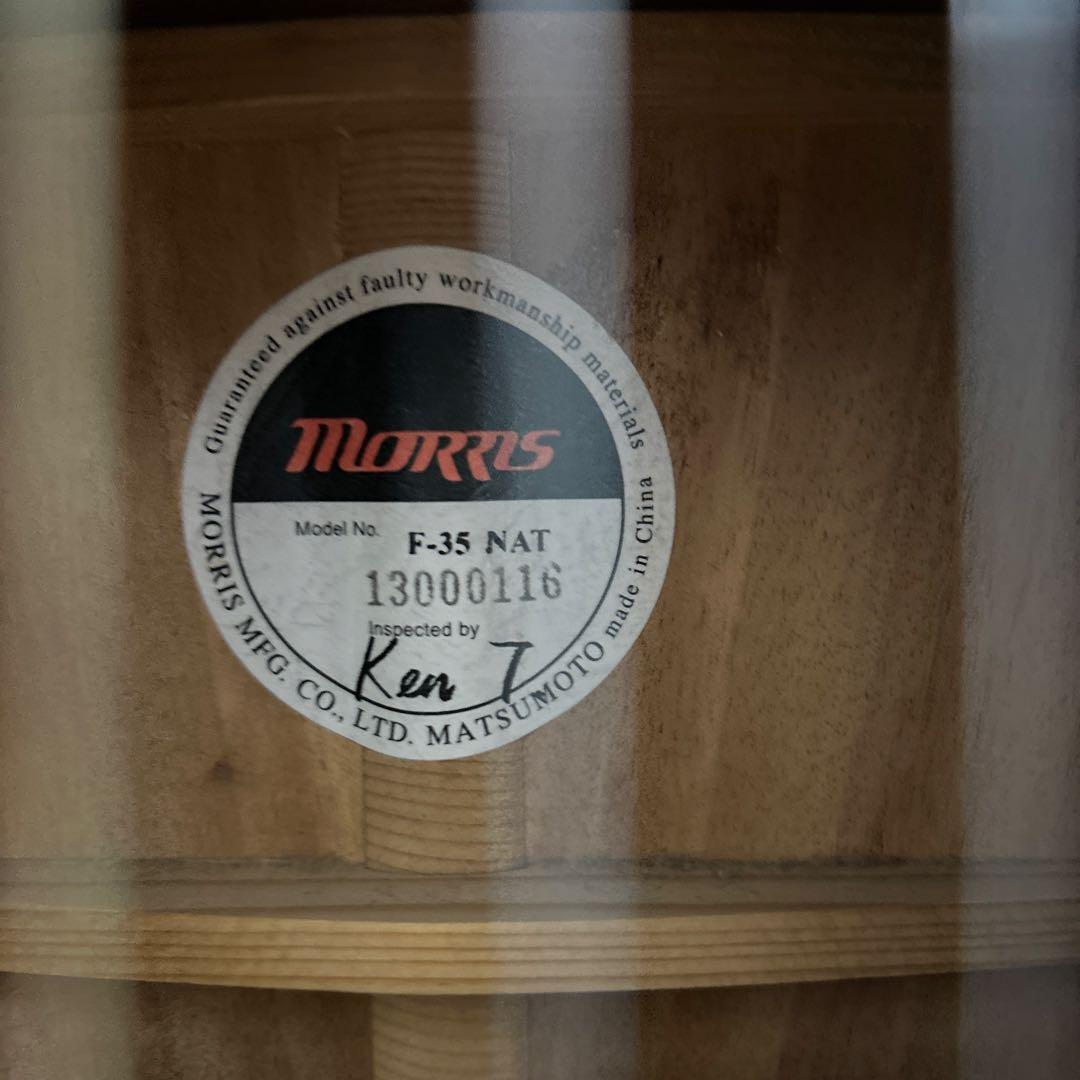 Guaranteed against faulty workmanship materials
MORRIS
Model No. F-35 NAT
13000116
Inspected by
Ken T
MORRIS MFG. CO., LTD. MATSUMOTO made in China